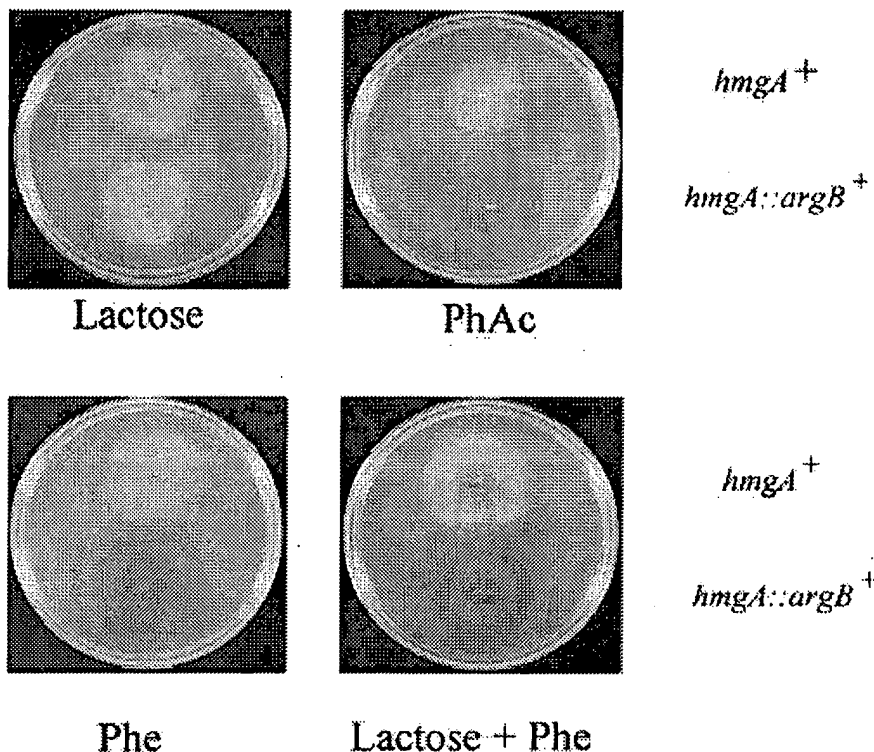 hmgA+
hmgA::argB+
Lactose
PhAc
hmgA+
hmgA::argB+
Phe
Lactose + Phe